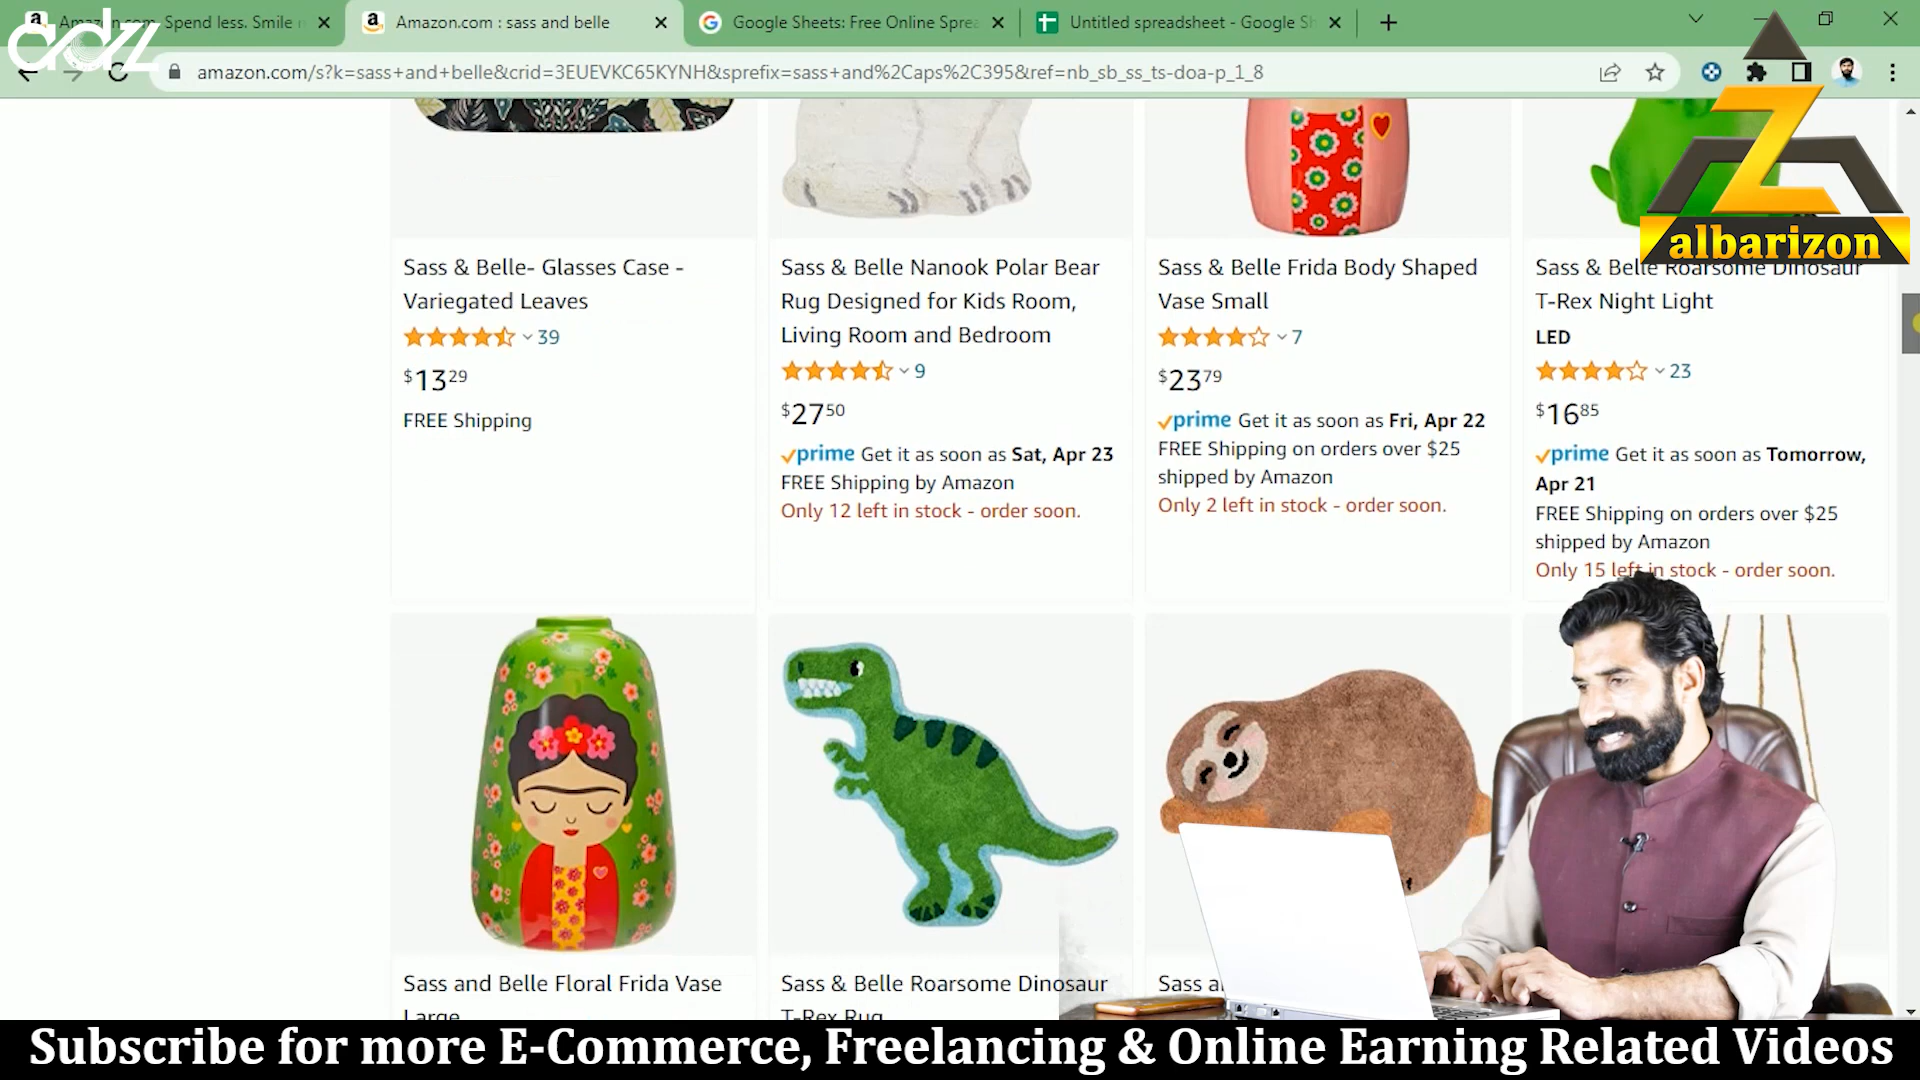 Amazon.com. Spend less. Smile
Amazon.com : sass and belle
Google Sheets: Free Online Sprea
Untitled spreadsheet - Google Sh
adz
amazon.com/s?k=sass+and+belle&crid=3EUEVKC65KYNH&sprefix=sass+and%2Caps%2C395&ref=nb_sb_ss_ts-doa-p_1_8
Z
albarizon
Sass & Belle- Glasses Case -
Variegated Leaves
39
$13 29
FREE Shipping
Sass & Belle Nanook Polar Bear
Rug Designed for Kids Room,
Living Room and Bedroom
9
$27 50
prime Get it as soon as Sat, Apr 23
FREE Shipping by Amazon
Only 12 left in stock - order soon.
Sass & Belle Frida Body Shaped
Vase Small
7
$23 79
prime Get it as soon as Fri, Apr 22
FREE Shipping on orders over $25
shipped by Amazon
Only 2 left in stock - order soon.
Sass & Belle Roarsome Dinosaur
T-Rex Night Light
LED
23
$16 85
prime Get it as soon as Tomorrow,
Apr 21
FREE Shipping on orders over $25
shipped by Amazon
Only 15 left in stock - order soon.
Sass and Belle Floral Frida Vase
Large
Sass & Belle Roarsome Dinosaur
T-Rex Rug
Sass a
Subscribe for more E-Commerce, Freelancing & Online Earning Related Videos